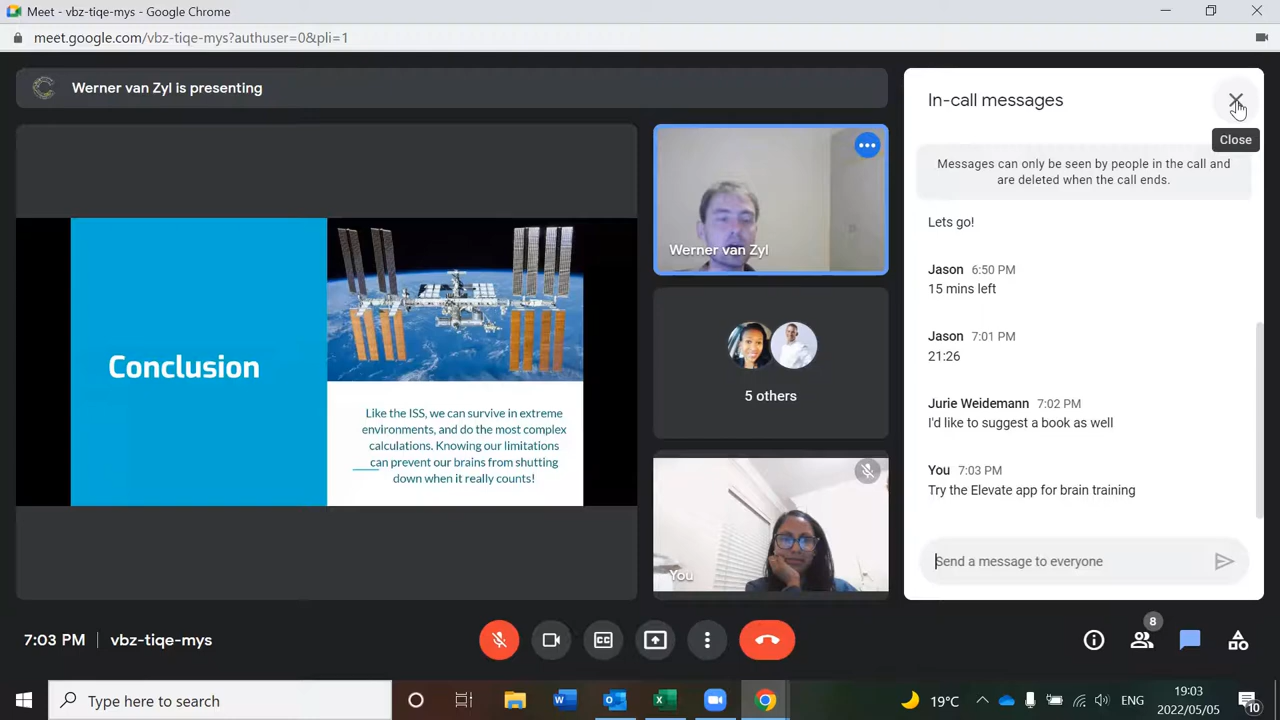 Meet - vbz-tiqe-mys - Google Chrome
meet.google.com/vbz-tiqe-mys?authuser=0&pli=1
Werner van Zyl is presenting
Conclusion
Like the ISS, we can survive in extreme
environments, and do the most complex
calculations. Knowing our limitations
can prevent our brains from shutting
down when it really counts!
Werner van Zyl
5 others
You
In-call messages
Close
Messages can only be seen by people in the call and
are deleted when the call ends.
Lets go!
Jason 6:50 PM
15 mins left
Jason 7:01 PM
21:26
Jurie Weidemann 7:02 PM
I'd like to suggest a book as well
You 7:03 PM
Try the Elevate app for brain training
Send a message to everyone
7:03 PM | vbz-tiqe-mys
CC
8
Type here to search
19°C
ENG
19:03
2022/05/05
10